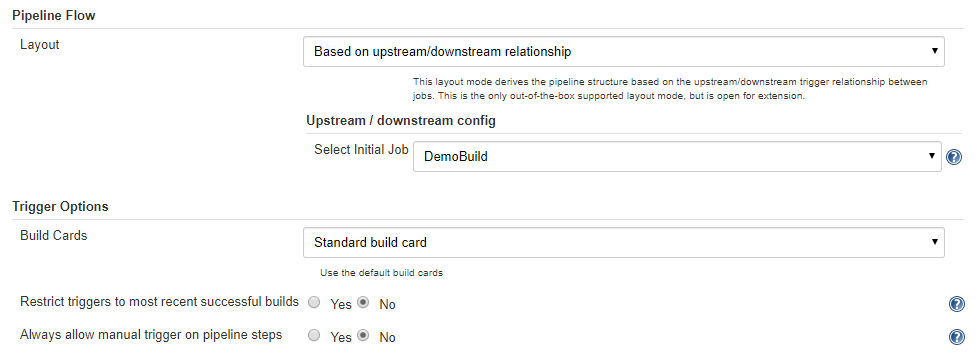 Pipeline Flow
Layout
Based on upstream/downstream relationship
This layout mode derives the pipeline structure based on the upstream/downstream trigger relationship between
jobs. This is the only out-of-the-box supported layout mode, but is open for extension.
Upstream / downstream config
Select Initial Job DemoBuild
Trigger Options
Build Cards
Standard build card
Use the default build cards
Restrict triggers to most recent successful builds Yes No
Always allow manual trigger on pipeline steps Yes No